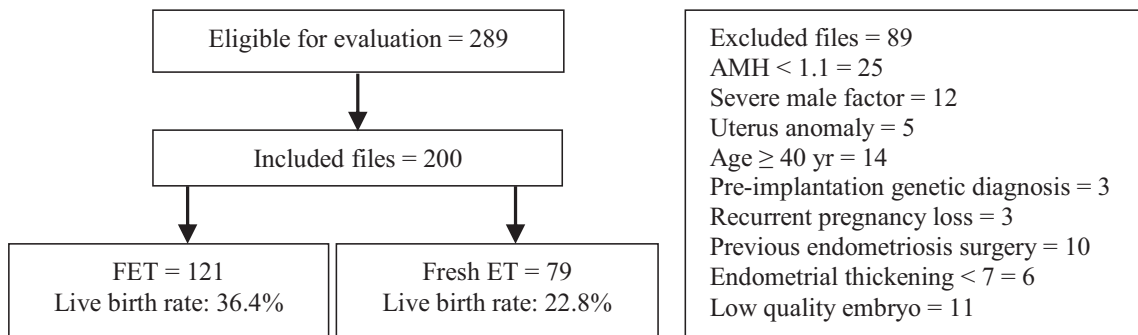 Eligible for evaluation = 289
Included files = 200
FET = 121
Live birth rate: 36.4%
Fresh ET = 79
Live birth rate: 22.8%
Excluded files = 89
AMH < 1.1 = 25
Severe male factor = 12
Uterus anomaly = 5
Age ≥ 40 yr = 14
Pre-implantation genetic diagnosis = 3
Recurrent pregnancy loss = 3
Previous endometriosis surgery = 10
Endometrial thickening < 7 = 6
Low quality embryo = 11